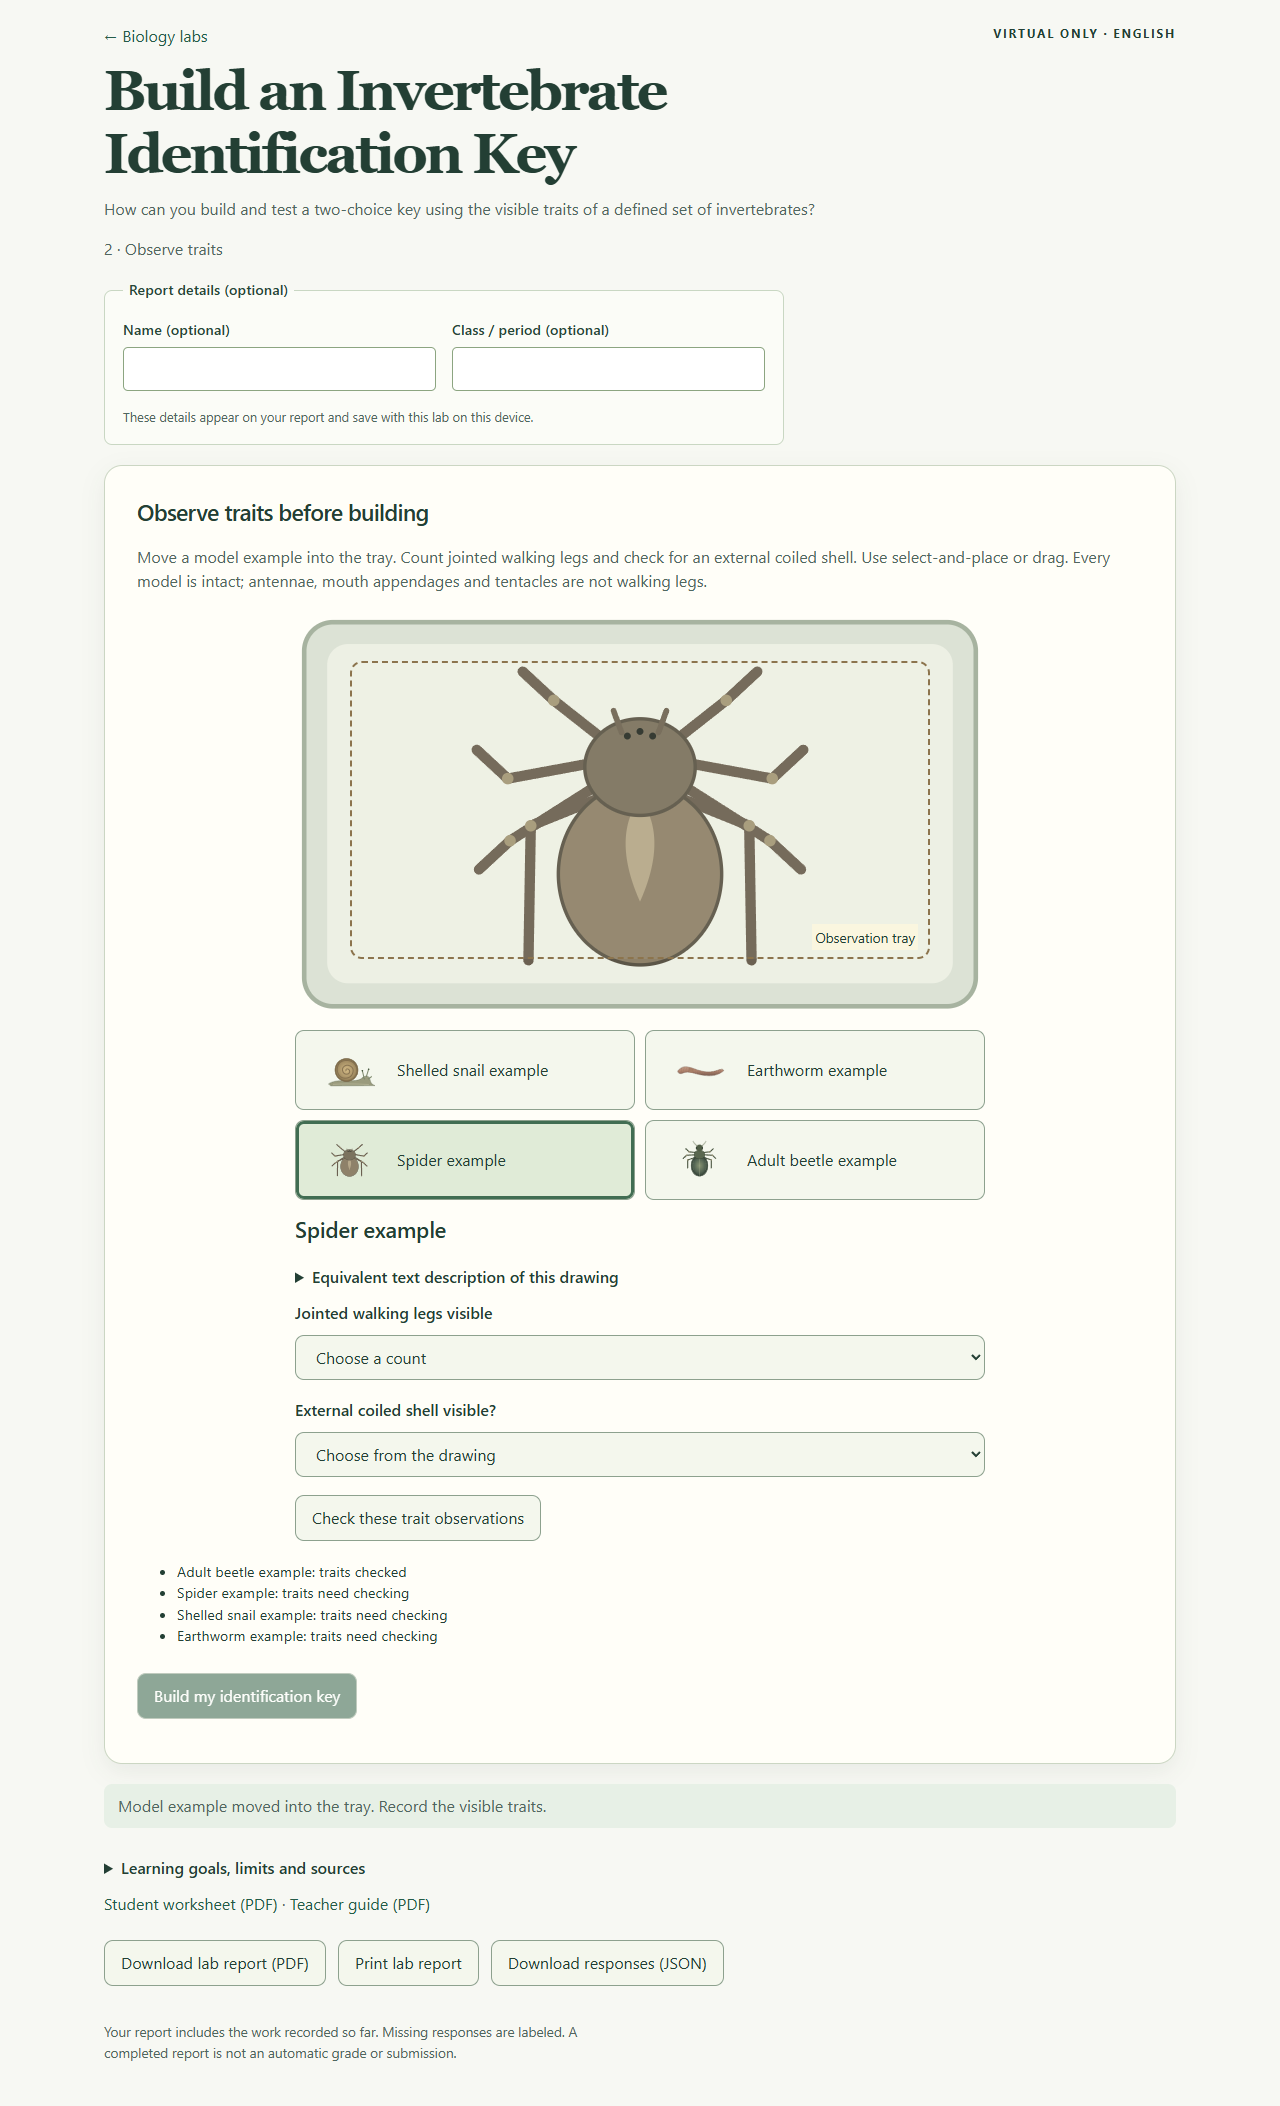 ← Biology labs
VIRTUAL ONLY · ENGLISH
Build an Invertebrate
Identification Key
How can you build and test a two-choice key using the visible traits of a defined set of invertebrates?
2 · Observe traits
Report details (optional)
Name (optional)
Class / period (optional)
These details appear on your report and save with this lab on this device.
Observe traits before building
Move a model example into the tray. Count jointed walking legs and check for an external coiled shell. Use select-and-place or drag. Every
model is intact; antennae, mouth appendages and tentacles are not walking legs.
Observation tray
Shelled snail example
Earthworm example
Spider example
Adult beetle example
Spider example
▶ Equivalent text description of this drawing
Jointed walking legs visible
Choose a count
External coiled shell visible?
Choose from the drawing
Check these trait observations
• Adult beetle example: traits checked
• Spider example: traits need checking
• Shelled snail example: traits need checking
• Earthworm example: traits need checking
Build my identification key
Model example moved into the tray. Record the visible traits.
▶ Learning goals, limits and sources
Student worksheet (PDF) · Teacher guide (PDF)
Download lab report (PDF)
Print lab report
Download responses (JSON)
Your report includes the work recorded so far. Missing responses are labeled. A
completed report is not an automatic grade or submission.